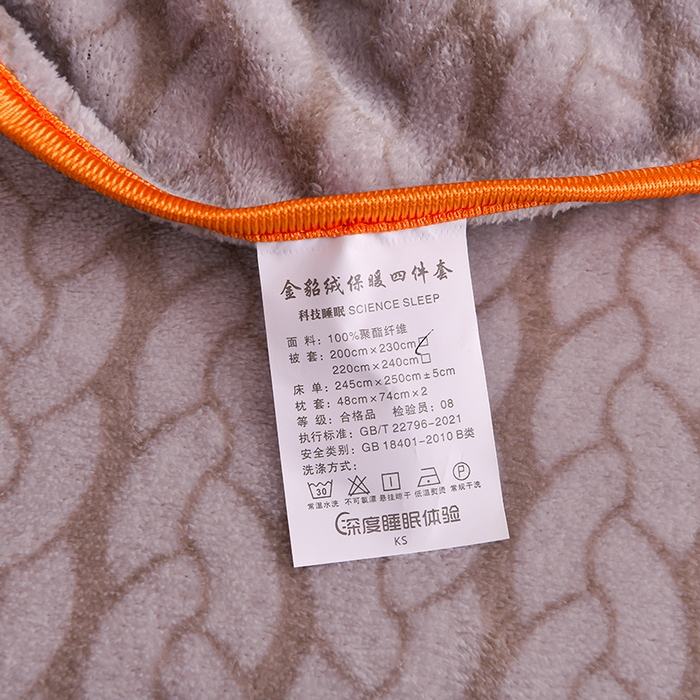 金貂绒保暖四件套
科技睡眠 SCIENCE SLEEP
面料：100%聚酯纤维
披套：200cm×230cm□
220cm×240cm□
床单：245cm×250cm±5cm
枕套：48cm×74cm×2
等级：合格品 检验员：08
执行标准：GB/T 22796-2021
安全类别：GB 18401-2010 B类
洗涤方式：
30 P
常温水洗 不可氯漂 悬挂晾干 低温熨烫 常规干洗
深度睡眠体验
KS